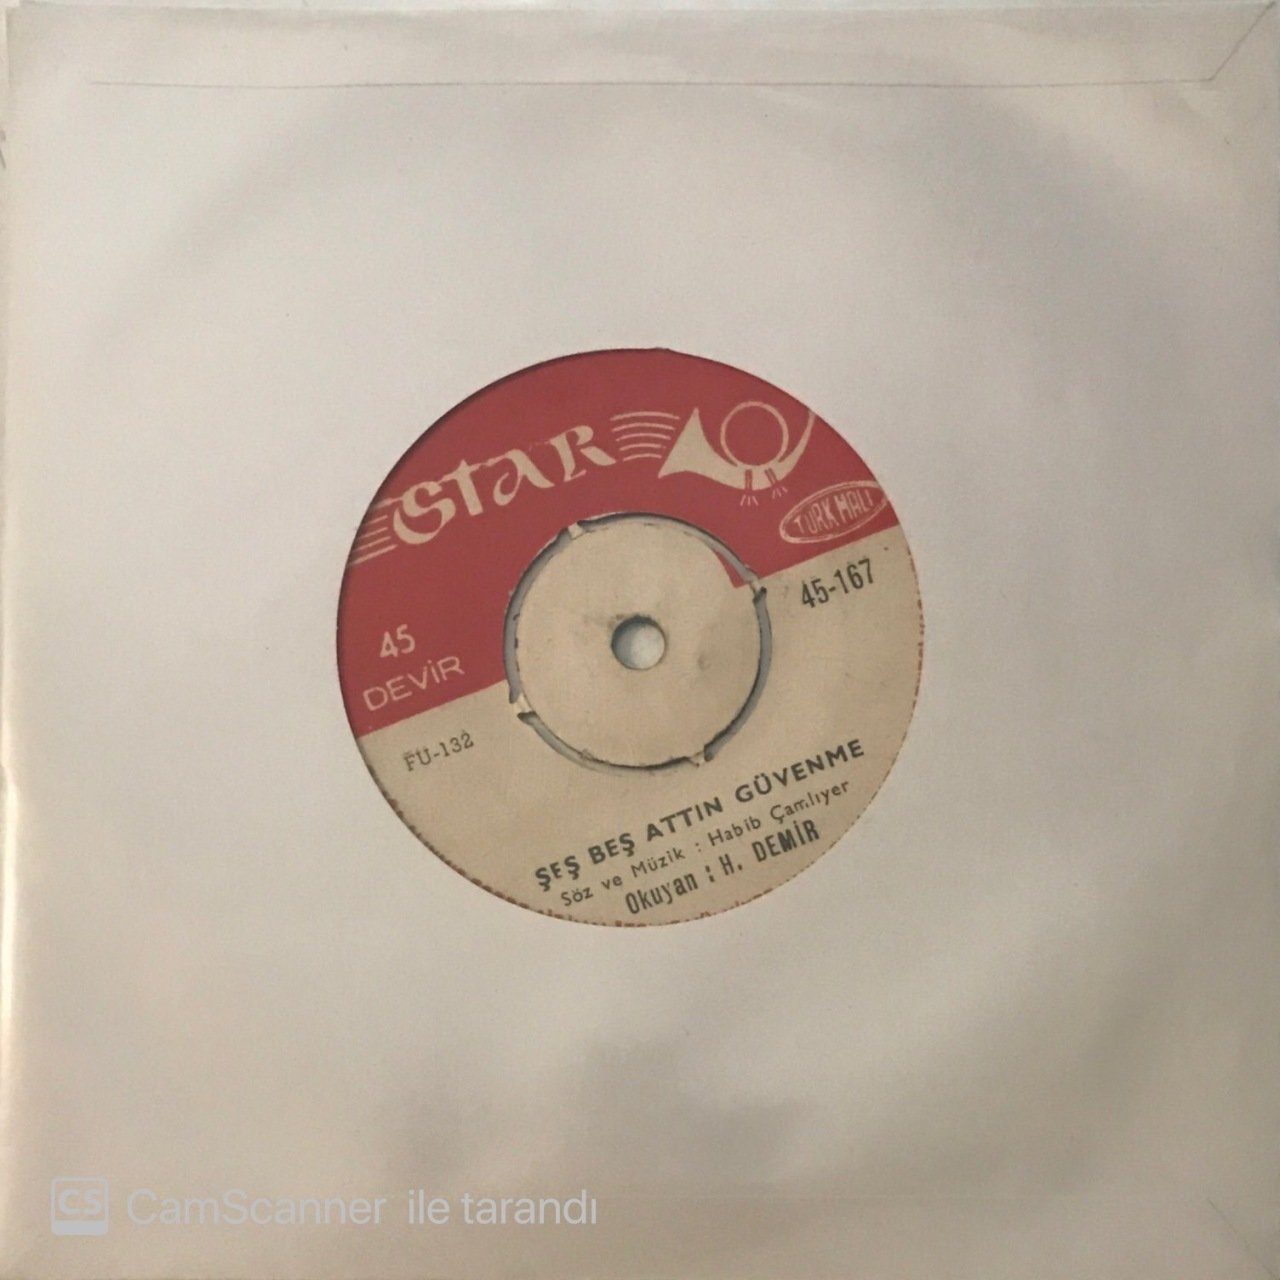 STAR
TÜRK MALI
45-167
45
DEVİR
FU-132
ŞEŞ BEŞ ATTIN GÜVENME
Söz ve Müzik : Habib Çamlıyer
Okuyan : H. DEMİR
CS CamScanner ile tarandı